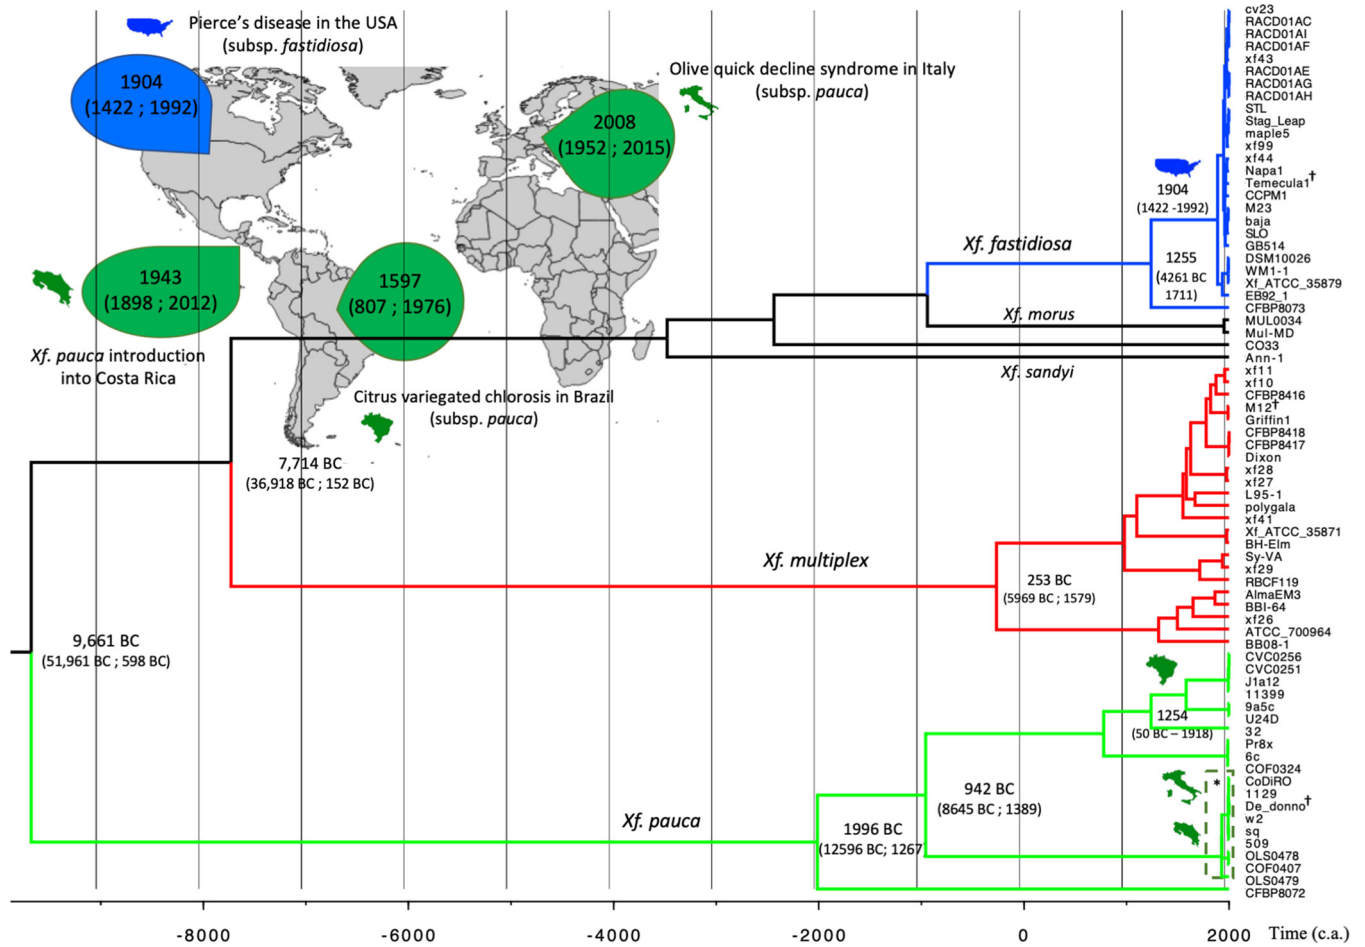 Pierce's disease in the USA
(subsp. fastidiosa)
1904
(1422 ; 1992)
Olive quick decline syndrome in Italy
(subsp. pauca)
2008
(1952 ; 2015)
1943
(1898 ; 2012)
Xf. pauca introduction
into Costa Rica
1597
(807 ; 1976)
Citrus variegated chlorosis in Brazil
(subsp. pauca)
7,714 BC
(36,918 BC ; 152 BC)
9,661 BC
(51,961 BC ; 598 BC)
Xf. fastidiosa
1904
(1422 -1992)
1255
(4261 BC
1711)
Xf. morus
Xf. sandyi
Xf. multiplex
253 BC
(5969 BC ; 1579)
1254
(50 BC – 1918)
942 BC
(8645 BC ; 1389)
Xf. pauca
1996 BC
(12596 BC; 1267
*
cv23
RACD01AC
RACD01AI
RACD01AF
xf43
RACD01AE
RACD01AG
RACD01AH
STL
Stag_Leap
maple5
xf99
xf44
Napa1
Temecula1†
CCPM1
M23
baja
SLO
GB514
DSM10026
WM1-1
Xf_ATCC_35879
EB92_1
CFBP8073
MUL0034
Mul-MD
CO33
Ann-1
xf11
xf10
CFBP8416
M12†
Griffin1
CFBP8418
CFBP8417
Dixon
xf28
xf27
L95-1
polygala
xf41
Xf_ATCC_35871
BH-Elm
Sy-VA
xf29
RBCF119
AlmaEM3
BBI-64
xf26
ATCC_700964
BB08-1
CVC0256
CVC0251
J1a12
11399
9a5c
U24D
32
Pr8x
6c
COF0324
CoDiRO
1129
De_donno†
w2
sq
509
OLS0478
COF0407
OLS0479
CFBP8072
-8000 -6000 -4000 -2000 0 2000 Time (c.a.)